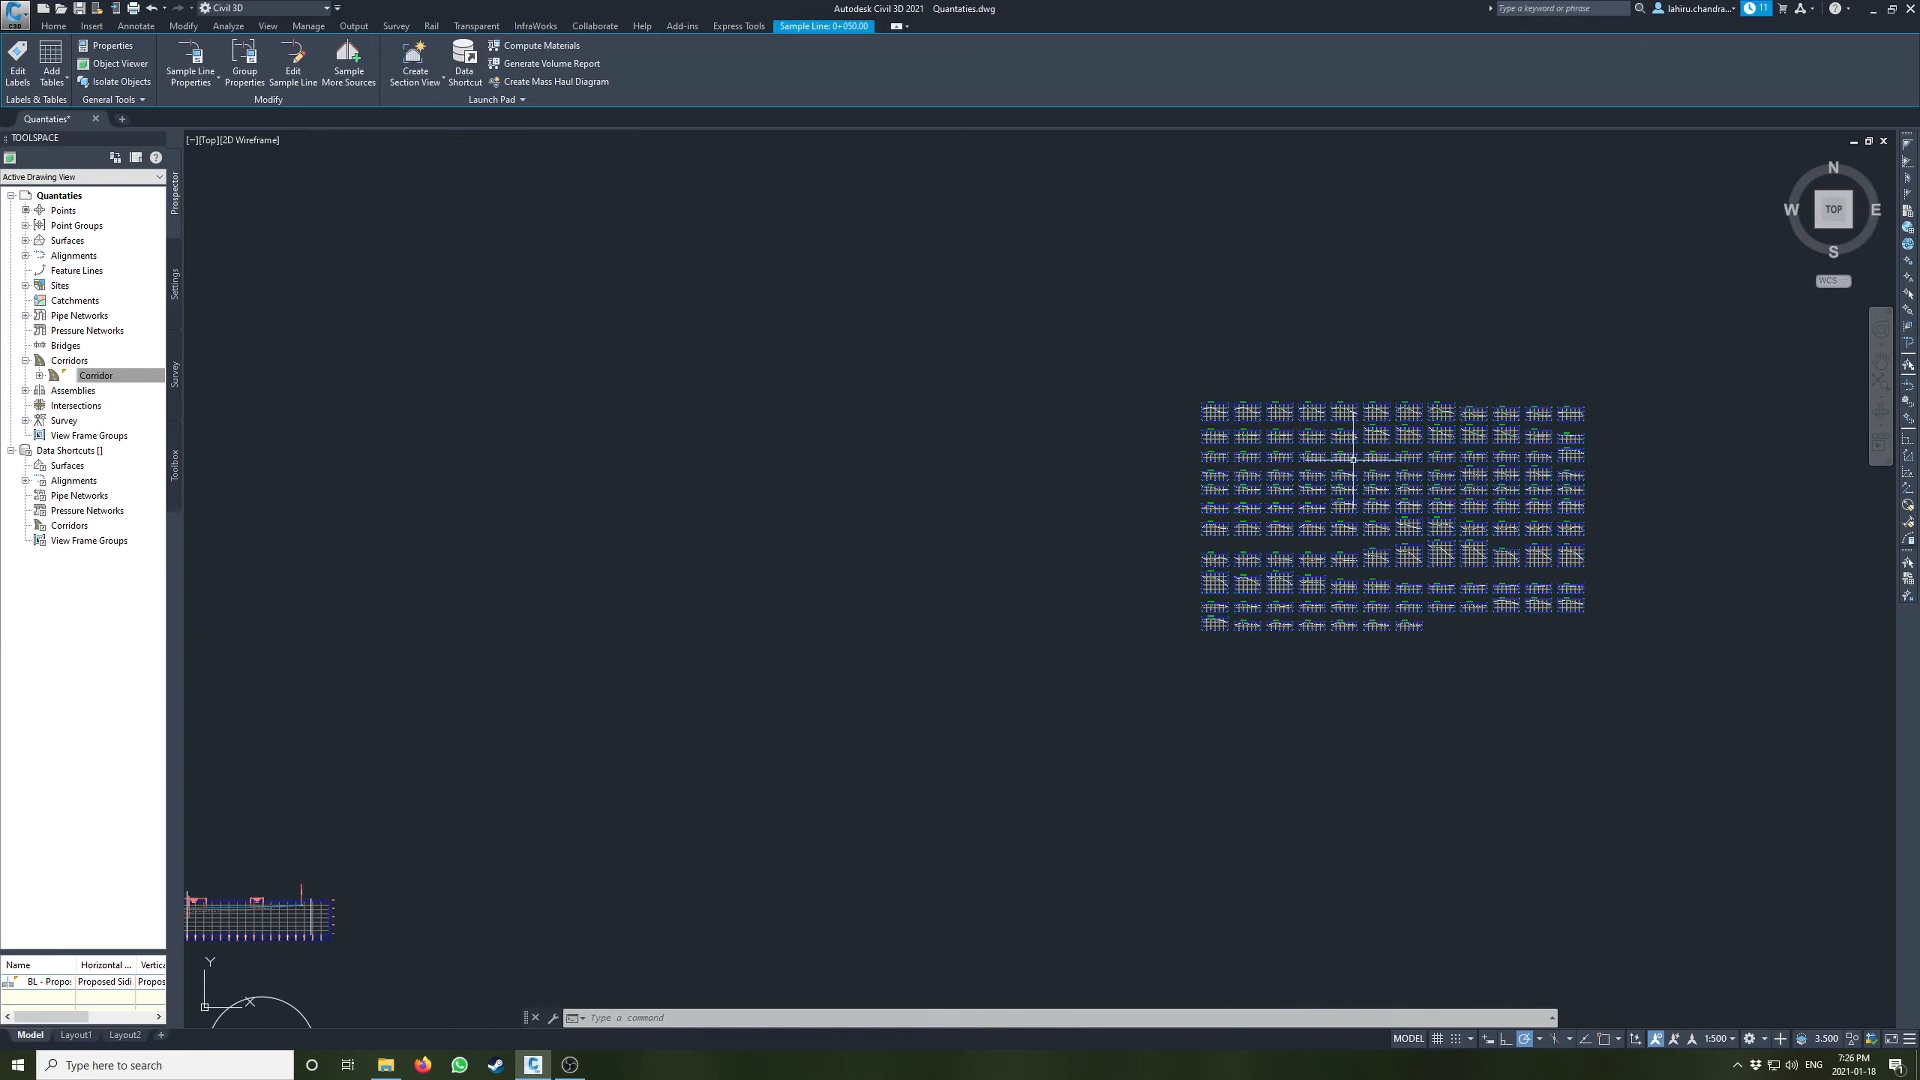 Civil 3D
Autodesk Civil 3D 2021 Quantaties.dwg
Type a keyword or phrase
lahiru.chandra...
11
C3D
Home Insert Annotate Modify Analyze View Manage Output Survey Rail Transparent InfraWorks Collaborate Help Add-ins Express Tools Sample Line: 0+050.00
Edit Labels
Add Tables
Properties
Object Viewer
Isolate Objects
Sample Line Properties
Group Properties
Edit Sample Line
Sample More Sources
Create Section View
Data Shortcut
Compute Materials
Generate Volume Report
Create Mass Haul Diagram
Labels & Tables General Tools Modify Launch Pad
Quantaties*
TOOLSPACE
[−][Top][2D Wireframe]
Active Drawing View
Quantaties
Points
Point Groups
Surfaces
Alignments
Feature Lines
Sites
Catchments
Pipe Networks
Pressure Networks
Bridges
Corridors
Corridor
Assemblies
Intersections
Survey
View Frame Groups
Data Shortcuts []
Surfaces
Alignments
Pipe Networks
Pressure Networks
Corridors
View Frame Groups
Prospector
Settings
Survey
Toolbox
N
W TOP E
S
WCS
Name Horizontal ... Vertica
BL - Propo: Proposed Sidi Propos
Y
X
Type a command
Model Layout1 Layout2
MODEL 1:500 3.500
Type here to search
ENG
7:26 PM
2021-01-18
1